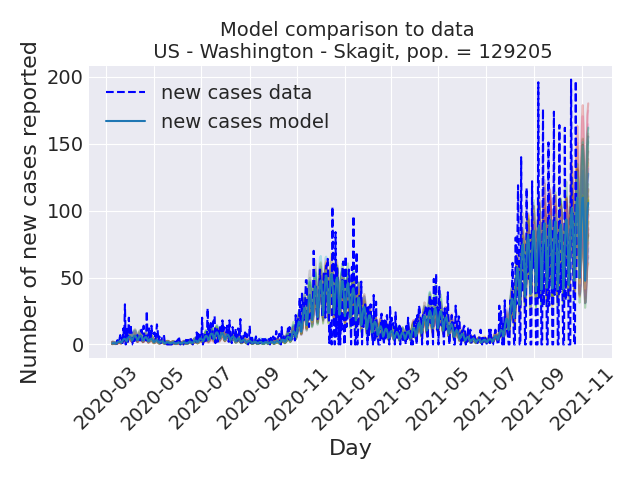 Model comparison to data
US - Washington - Skagit, pop. = 129205
Number of new cases reported
200
150
100
50
0
new cases data
new cases model
2020-03
2020-05
2020-07
2020-09
2020-11
2021-01
2021-03
2021-05
2021-07
2021-09
2021-11
Day